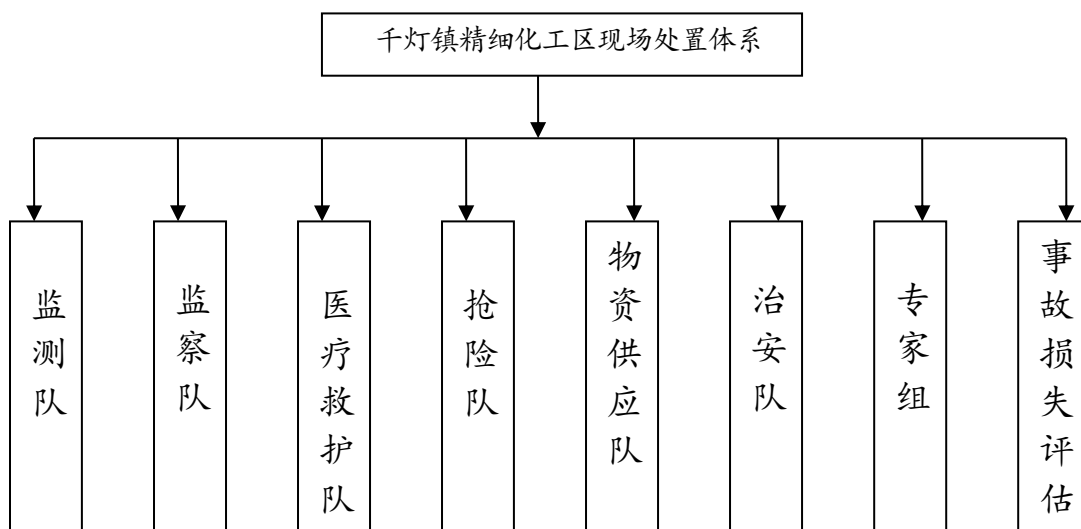 千灯镇精细化工区现场处置体系
监测队
监察队
医疗救护队
抢险队
物资供应队
治安队
专家组
事故损失评估